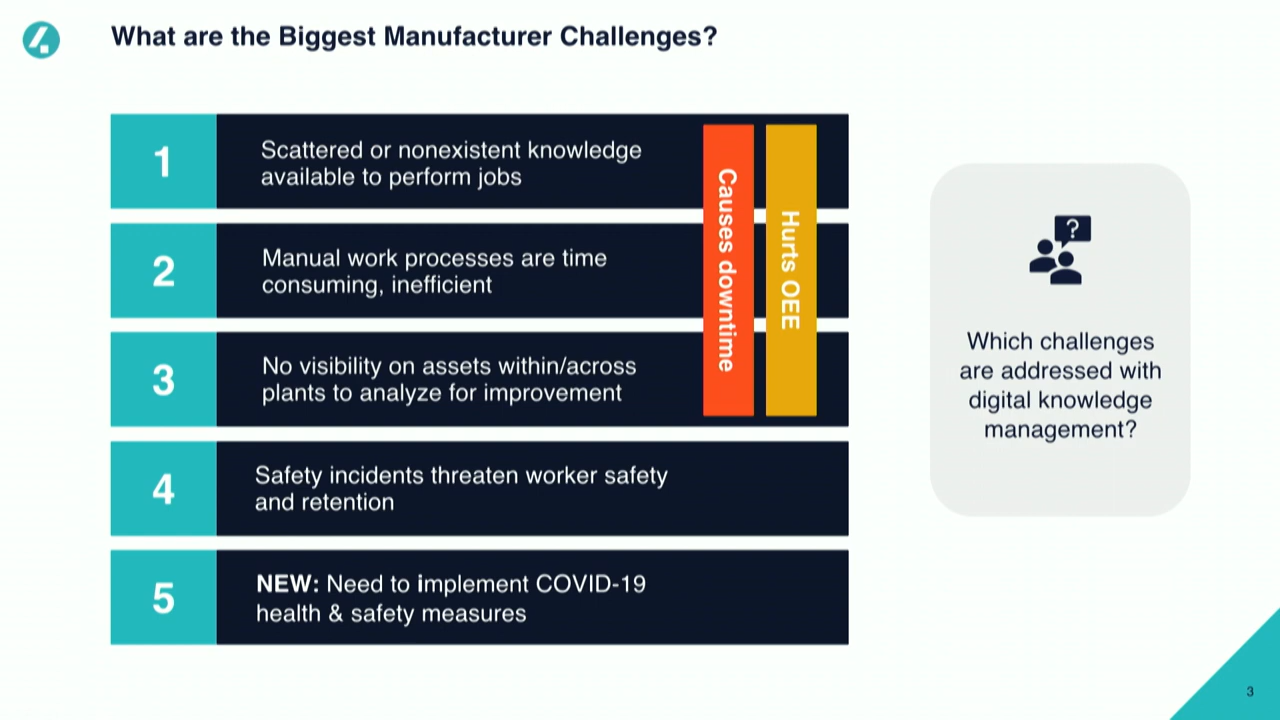 What are the Biggest Manufacturer Challenges?
1
Scattered or nonexistent knowledge
available to perform jobs
2
Manual work processes are time
consuming, inefficient
3
No visibility on assets within/across
plants to analyze for improvement
4
Safety incidents threaten worker safety
and retention
5
NEW: Need to implement COVID-19
health & safety measures
Causes downtime
Hurts OEE
?
Which challenges
are addressed with
digital knowledge
management?
3